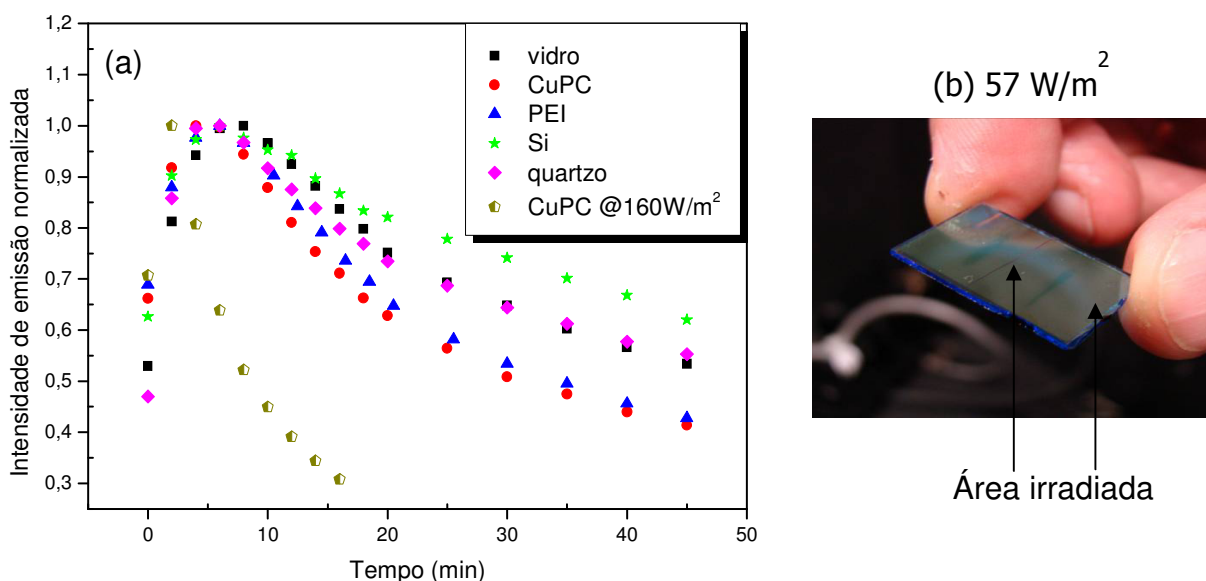 1,2
1,1
1,0
0,9
0,8
0,7
0,6
0,5
0,4
0,3
Intensidade de emissão normalizada
(a)
vidro
CuPC
PEI
Si
quartzo
CuPC @160W/m²
0 10 20 30 40 50
Tempo (min)
(b) 57 W/m²
Área irradiada